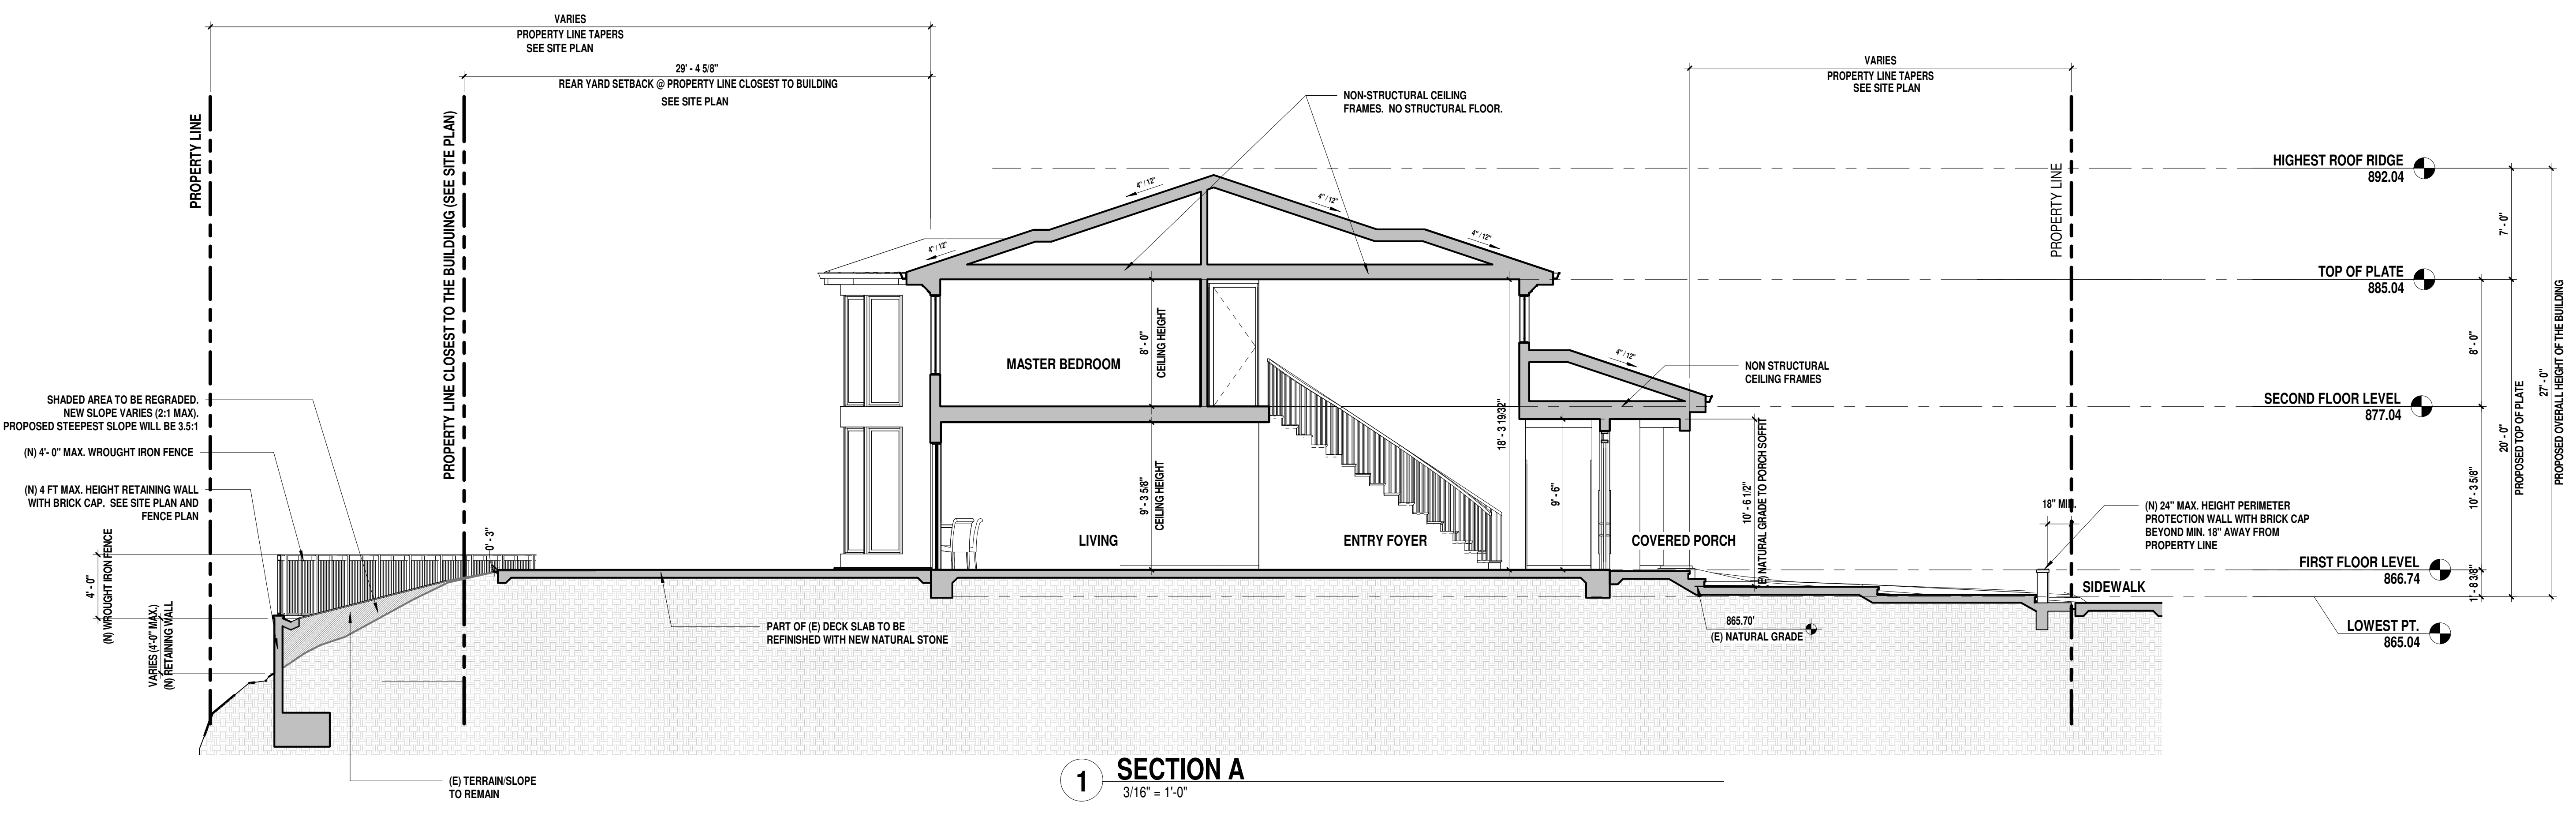 VARIES
PROPERTY LINE TAPERS
SEE SITE PLAN
29' - 4 5/8"
REAR YARD SETBACK @ PROPERTY LINE CLOSEST TO BUILDING
SEE SITE PLAN
VARIES
PROPERTY LINE TAPERS
SEE SITE PLAN
NON-STRUCTURAL CEILING
FRAMES.  NO STRUCTURAL FLOOR.
PROPERTY LINE
PROPERTY LINE CLOSEST TO THE BUILDUING (SEE SITE PLAN)
PROPERTY LINE
4" / 12"
4" / 12"
4" / 12"
4" / 12"
4" / 12"
HIGHEST ROOF RIDGE
892.04
7' - 0"
TOP OF PLATE
885.04
8' - 0"
MASTER BEDROOM
8' - 0"
CEILING HEIGHT
NON STRUCTURAL
CEILING FRAMES
SECOND FLOOR LEVEL
877.04
20' - 0"
PROPOSED TOP OF PLATE
27' - 0"
PROPOSED OVERALL HEIGHT OF THE BUILDING
SHADED AREA TO BE REGRADED.
NEW SLOPE VARIES (2:1 MAX).
PROPOSED STEEPEST SLOPE WILL BE 3.5:1
(N) 4'- 0" MAX. WROUGHT IRON FENCE
(N) 4 FT MAX. HEIGHT RETAINING WALL
WITH BRICK CAP.  SEE SITE PLAN AND
FENCE PLAN
4' - 0"
(N) WROUGHT IRON FENCE
VARIES (4'-0" MAX.)
(N) RETAINING WALL
0' - 3"
9' - 3 5/8"
CEILING HEIGHT
LIVING
ENTRY FOYER
18' - 3 19/32"
9' - 6"
COVERED PORCH
10' - 6 1/2"
(E) NATURAL GRADE TO PORCH SOFFIT
18" MIN.
(N) 24" MAX. HEIGHT PERIMETER
PROTECTION WALL WITH BRICK CAP
BEYOND MIN. 18" AWAY FROM
PROPERTY LINE
10' - 3 5/8"
FIRST FLOOR LEVEL
866.74
1' - 8 3/8"
SIDEWALK
865.70'
(E) NATURAL GRADE
LOWEST PT.
865.04
PART OF (E) DECK SLAB TO BE
REFINISHED WITH NEW NATURAL STONE
(E) TERRAIN/SLOPE
TO REMAIN
1
SECTION A
3/16" = 1'-0"